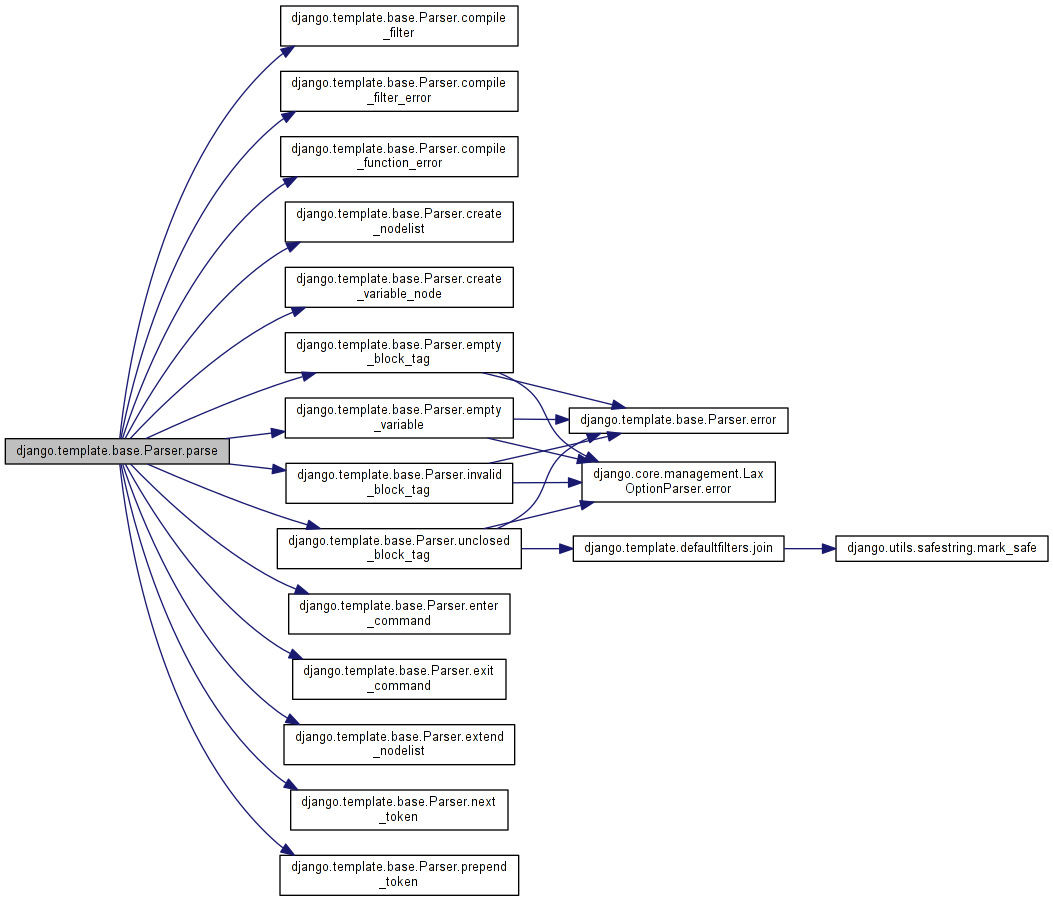 django.template.base.Parser.parse
django.template.base.Parser.compile
_filter
django.template.base.Parser.compile
_filter_error
django.template.base.Parser.compile
_function_error
django.template.base.Parser.create
_nodelist
django.template.base.Parser.create
_variable_node
django.template.base.Parser.empty
_block_tag
django.template.base.Parser.empty
_variable
django.template.base.Parser.invalid
_block_tag
django.template.base.Parser.unclosed
_block_tag
django.template.base.Parser.enter
_command
django.template.base.Parser.exit
_command
django.template.base.Parser.extend
_nodelist
django.template.base.Parser.next
_token
django.template.base.Parser.prepend
_token
django.template.base.Parser.error
django.core.management.Lax
OptionParser.error
django.template.defaultfilters.join
django.utils.safestring.mark_safe